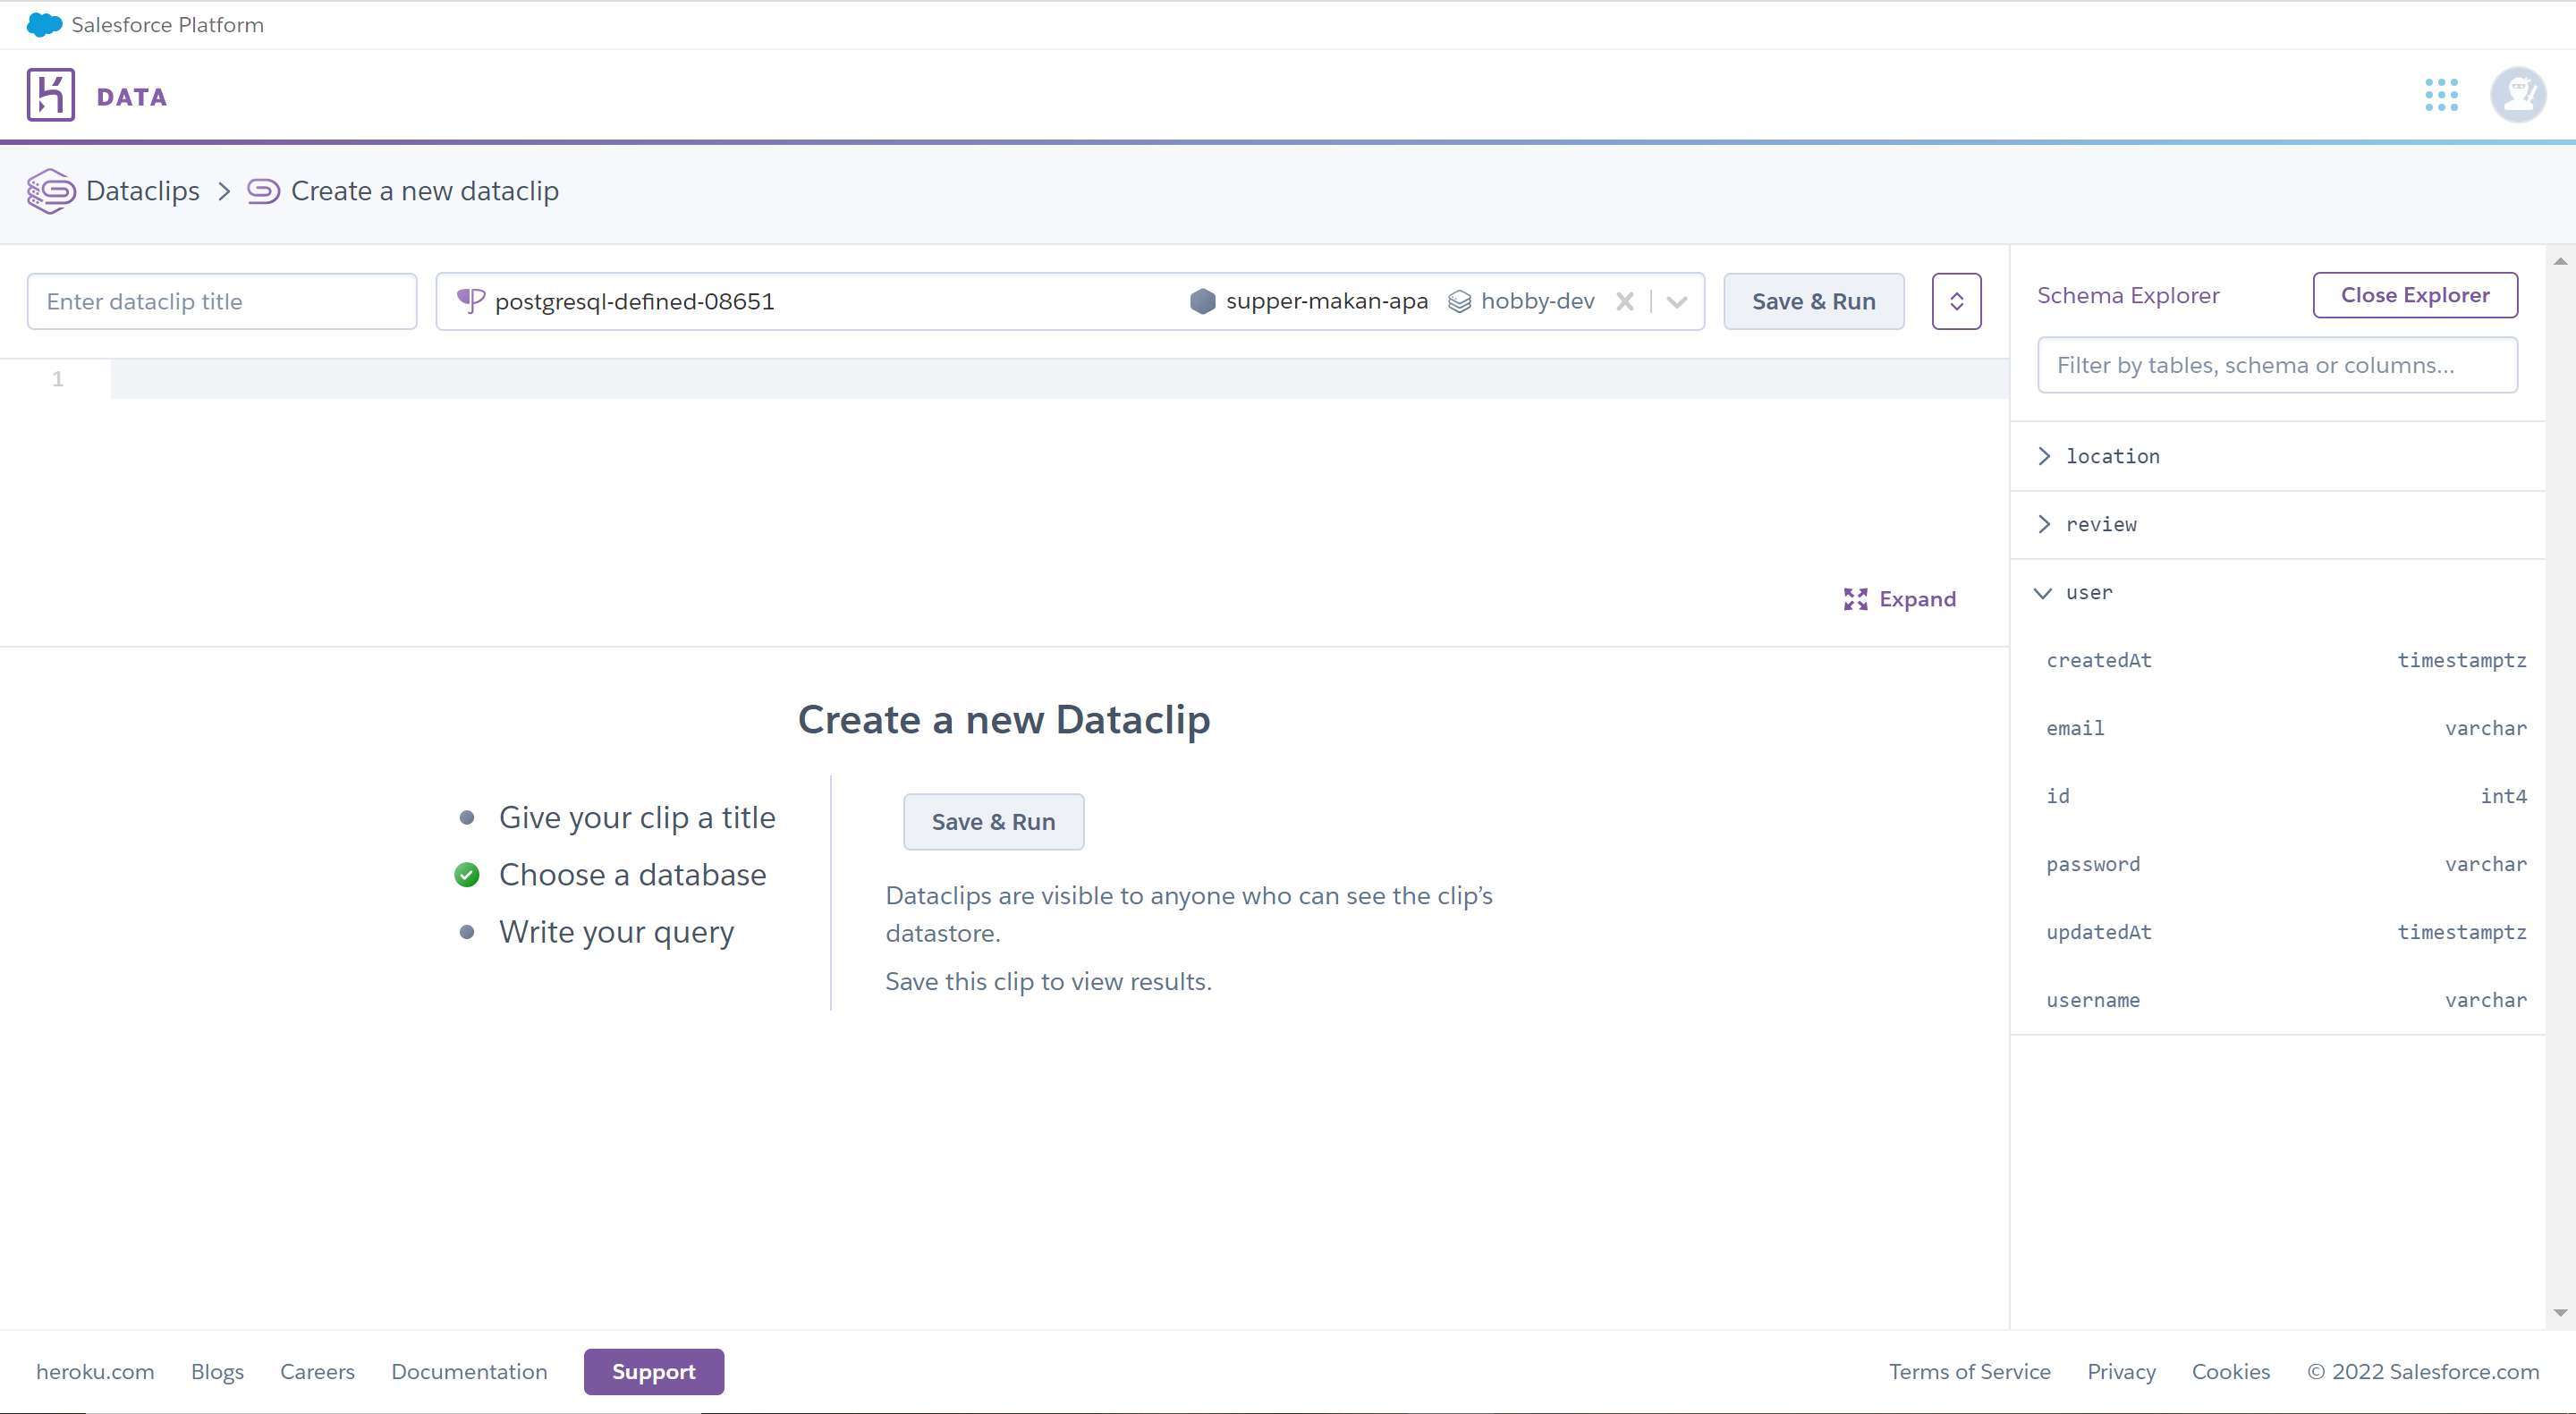 Salesforce Platform
DATA
Dataclips > Create a new dataclip
Enter dataclip title
postgresql-defined-08651
supper-makan-apa
hobby-dev
Save & Run
1
Expand
Create a new Dataclip
Give your clip a title
Choose a database
Write your query
Save & Run
Dataclips are visible to anyone who can see the clip’s
datastore.
Save this clip to view results.
Schema Explorer
Close Explorer
Filter by tables, schema or columns...
location
review
user
createdAt timestamptz
email varchar
id int4
password varchar
updatedAt timestamptz
username varchar
heroku.com Blogs Careers Documentation Support
Terms of Service Privacy Cookies © 2022 Salesforce.com